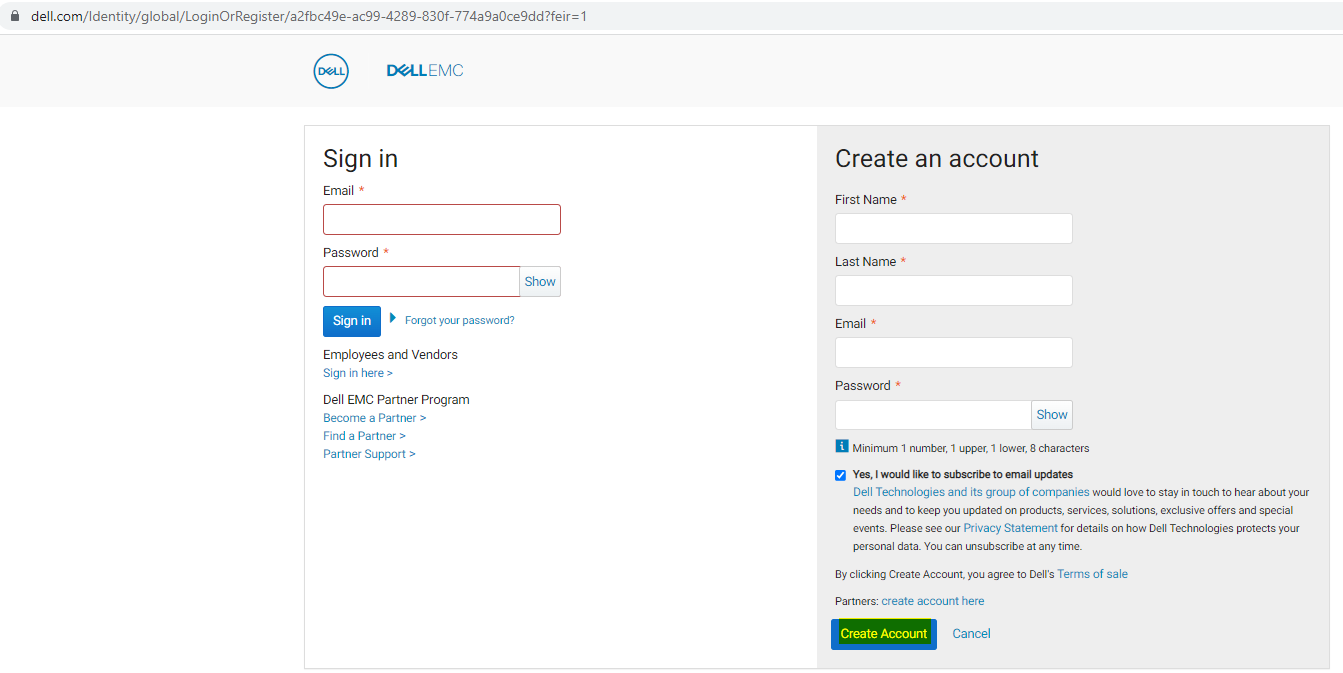 dell.com/Identity/global/LoginOrRegister/a2fbc49e-ac99-4289-830f-774a9a0ce9dd?feir=1
DELL DELLEMC
Sign in
Email *
Password *
Show
Sign in Forgot your password?
Employees and Vendors
Sign in here >
Dell EMC Partner Program
Become a Partner >
Find a Partner >
Partner Support >
Create an account
First Name *
Last Name *
Email *
Password *
Show
i Minimum 1 number, 1 upper, 1 lower, 8 characters
Yes, I would like to subscribe to email updates
Dell Technologies and its group of companies would love to stay in touch to hear about your
needs and to keep you updated on products, services, solutions, exclusive offers and special
events. Please see our Privacy Statement for details on how Dell Technologies protects your
personal data. You can unsubscribe at any time.
By clicking Create Account, you agree to Dell's Terms of sale
Partners: create account here
Create Account Cancel